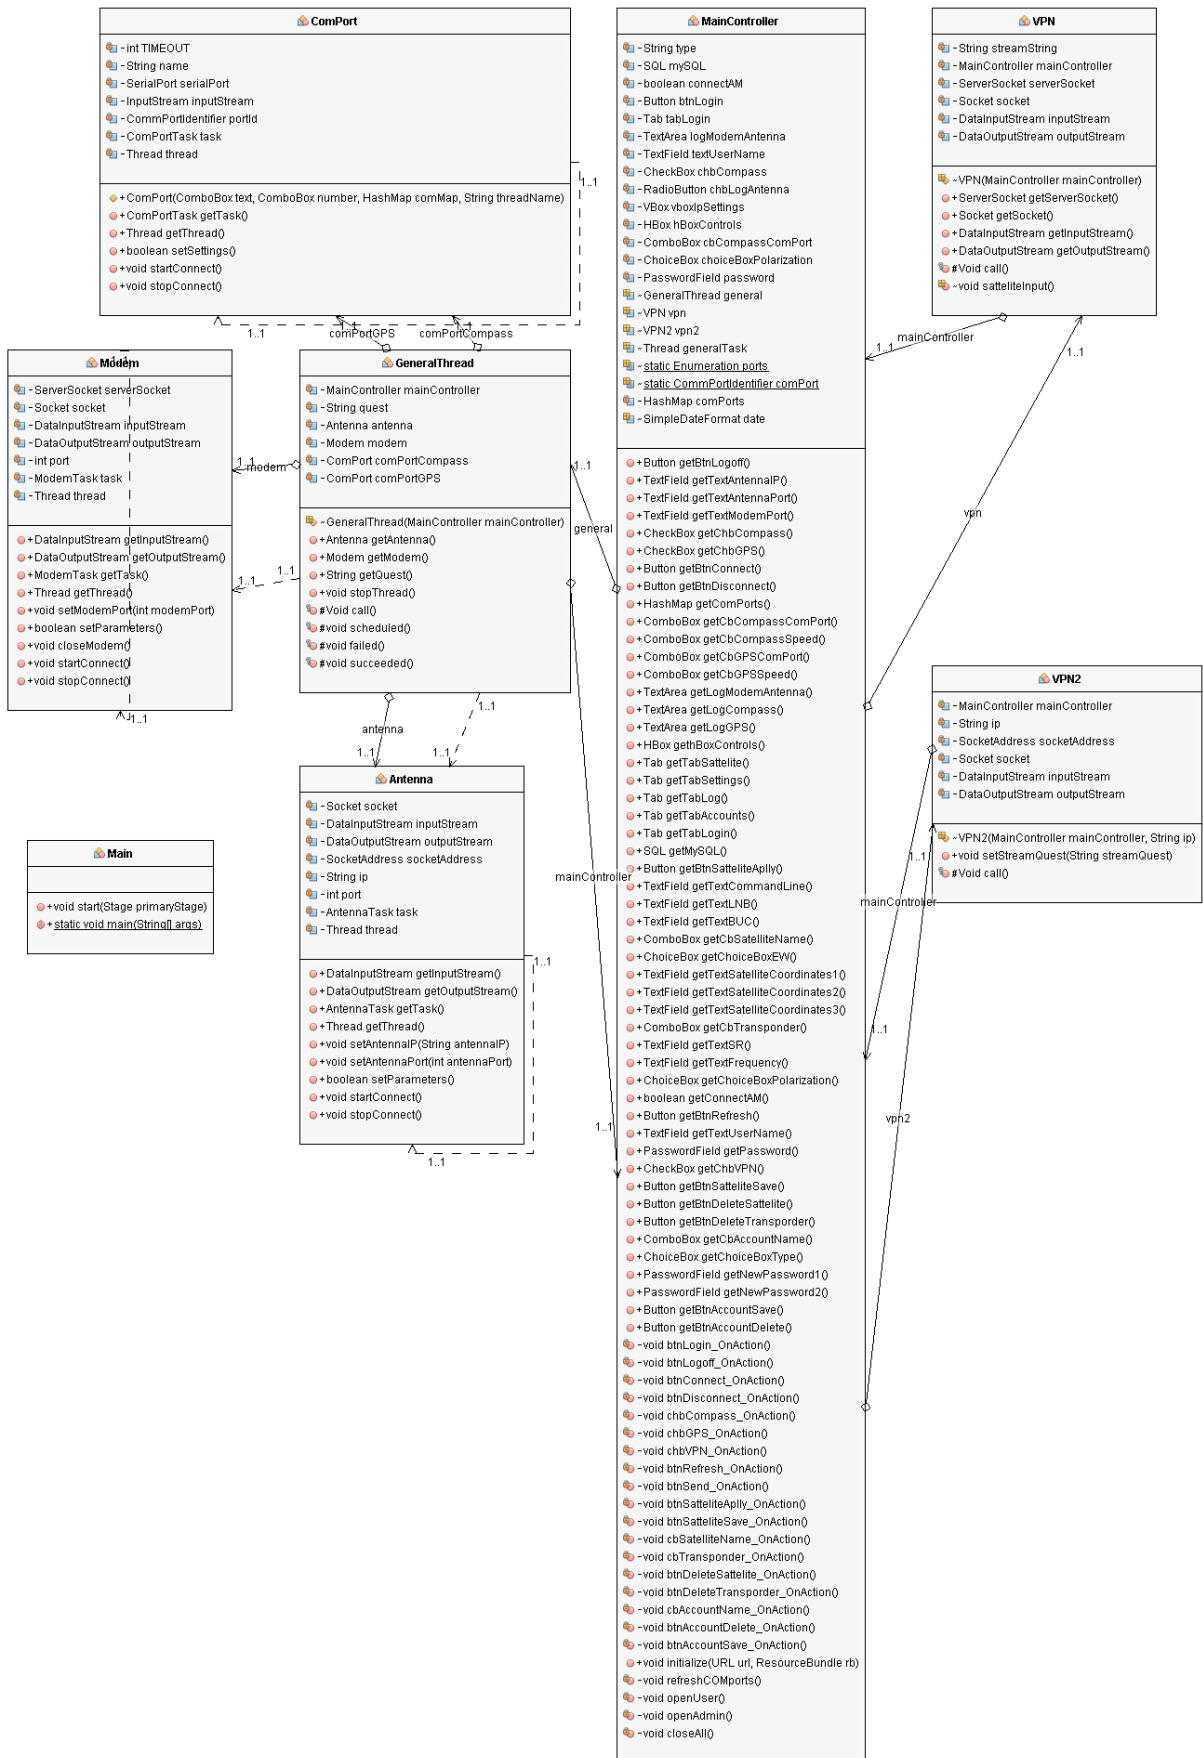 ComPort
-int TIMEOUT
-String name
-SerialPort serialPort
-InputStream inputStream
-CommPortIdentifier portId
-ComPortTask task
-Thread thread
+ComPort(ComboBox text, ComboBox number, HashMap comMap, String threadName)
+ComPortTask getTask()
+Thread getThread()
+boolean setSettings()
+void startConnect()
+void stopConnect()
1..1
1..1
1..1
1..1
comPortGPS
comPortCompass
Modem
1..1
-ServerSocket serverSocket
-Socket socket
-DataInputStream inputStream
-DataOutputStream outputStream
-int port
-ModemTask task
-Thread thread
+DataInputStream getInputStream()
+DataOutputStream getOutputStream()
+ModemTask getTask()
+Thread getThread()
+void setModemPort(int modemPort)
+boolean setParameters()
+void closeModem()
+void startConnect()
+void stopConnect()
1..1
1..1
modem
1..1
1..1
GeneralThread
-MainController mainController
-String quest
-Antenna antenna
-Modem modem
-ComPort comPortCompass
-ComPort comPortGPS
~GeneralThread(MainController mainController)
+Antenna getAntenna()
+Modem getModem()
+String getQuest()
+void stopThread()
#Void call()
#void scheduled()
#void failed()
#void succeeded()
antenna
1..1
1..1
1..1
Antenna
-Socket socket
-DataInputStream inputStream
-DataOutputStream outputStream
-SocketAddress socketAddress
-String ip
-int port
-AntennaTask task
-Thread thread
+DataInputStream getInputStream()
+DataOutputStream getOutputStream()
+AntennaTask getTask()
+Thread getThread()
+void setAntennaIP(String antennaIP)
+void setAntennaPort(int antennaPort)
+boolean setParameters()
+void startConnect()
+void stopConnect()
1..1
1..1
Main
+void start(Stage primaryStage)
+static void main(String[] args)
1..1
general
mainController
1..1
MainController
-String type
-SQL mySQL
-boolean connectAM
-Button btnLogin
-Tab tabLogin
-TextArea logModemAntenna
-TextField textUserName
-CheckBox chbCompass
-RadioButton chbLogAntenna
-VBox vboxIpSettings
-HBox hBoxControls
-ComboBox cbCompassComPort
-ChoiceBox choiceBoxPolarization
-PasswordField password
~GeneralThread general
~VPN vpn
~VPN2 vpn2
~Thread generalTask
~static Enumeration ports
~static CommPortIdentifier comPort
-HashMap comPorts
~SimpleDateFormat date
+Button getBtnLogoff()
+TextField getTextAntennaIP()
+TextField getTextAntennaPort()
+TextField getTextModemPort()
+CheckBox getChbCompass()
+CheckBox getChbGPS()
+Button getBtnConnect()
+Button getBtnDisconnect()
+HashMap getComPorts()
+ComboBox getCbCompassComPort()
+ComboBox getCbCompassSpeed()
+ComboBox getCbGPSComPort()
+ComboBox getCbGPSSpeed()
+TextArea getLogModemAntenna()
+TextArea getLogCompass()
+TextArea getLogGPS()
+HBox gethBoxControls()
+Tab getTabSattelite()
+Tab getTabSettings()
+Tab getTabLog()
+Tab getTabAccounts()
+Tab getTabLogin()
+SQL getMySQL()
+Button getBtnSatteliteAplly()
+TextField getTextCommandLine()
+TextField getTextLNB()
+TextField getTextBUC()
+ComboBox getCbSatelliteName()
+ChoiceBox getChoiceBoxEW()
+TextField getTextSatelliteCoordinates1()
+TextField getTextSatelliteCoordinates2()
+TextField getTextSatelliteCoordinates3()
+ComboBox getCbTransponder()
+TextField getTextSR()
+TextField getTextFrequency()
+ChoiceBox getChoiceBoxPolarization()
+boolean getConnectAM()
+Button getBtnRefresh()
+TextField getTextUserName()
+PasswordField getPassword()
+CheckBox getChbVPN()
+Button getBtnSatteliteSave()
+Button getBtnDeleteSattelite()
+Button getBtnDeleteTransporder()
+ComboBox getCbAccountName()
+ChoiceBox getChoiceBoxType()
+PasswordField getNewPassword1()
+PasswordField getNewPassword2()
+Button getBtnAccountSave()
+Button getBtnAccountDelete()
-void btnLogin_OnAction()
-void btnLogoff_OnAction()
-void btnConnect_OnAction()
-void btnDisconnect_OnAction()
-void chbCompass_OnAction()
-void chbGPS_OnAction()
-void chbVPN_OnAction()
-void btnRefresh_OnAction()
-void btnSend_OnAction()
-void btnSatteliteAplly_OnAction()
-void btnSatteliteSave_OnAction()
-void cbSatelliteName_OnAction()
-void cbTransponder_OnAction()
-void btnDeleteSattelite_OnAction()
-void btnDeleteTransporder_OnAction()
-void cbAccountName_OnAction()
-void btnAccountDelete_OnAction()
-void btnAccountSave_OnAction()
+void initialize(URL url, ResourceBundle rb)
-void refreshCOMports()
-void openUser()
-void openAdmin()
-void closeAll()
VPN
-String streamString
-MainController mainController
-ServerSocket serverSocket
-Socket socket
-DataInputStream inputStream
-DataOutputStream outputStream
~VPN(MainController mainController)
+ServerSocket getServerSocket()
+Socket getSocket()
+DataInputStream getInputStream()
+DataOutputStream getOutputStream()
#Void call()
~void satteliteInput()
mainController
1..1
1..1
vpn
VPN2
-MainController mainController
-String ip
-SocketAddress socketAddress
-Socket socket
-DataInputStream inputStream
-DataOutputStream outputStream
~VPN2(MainController mainController, String ip)
+void setStreamQuest(String streamQuest)
#Void call()
1..1
mainController
1..1
vpn2